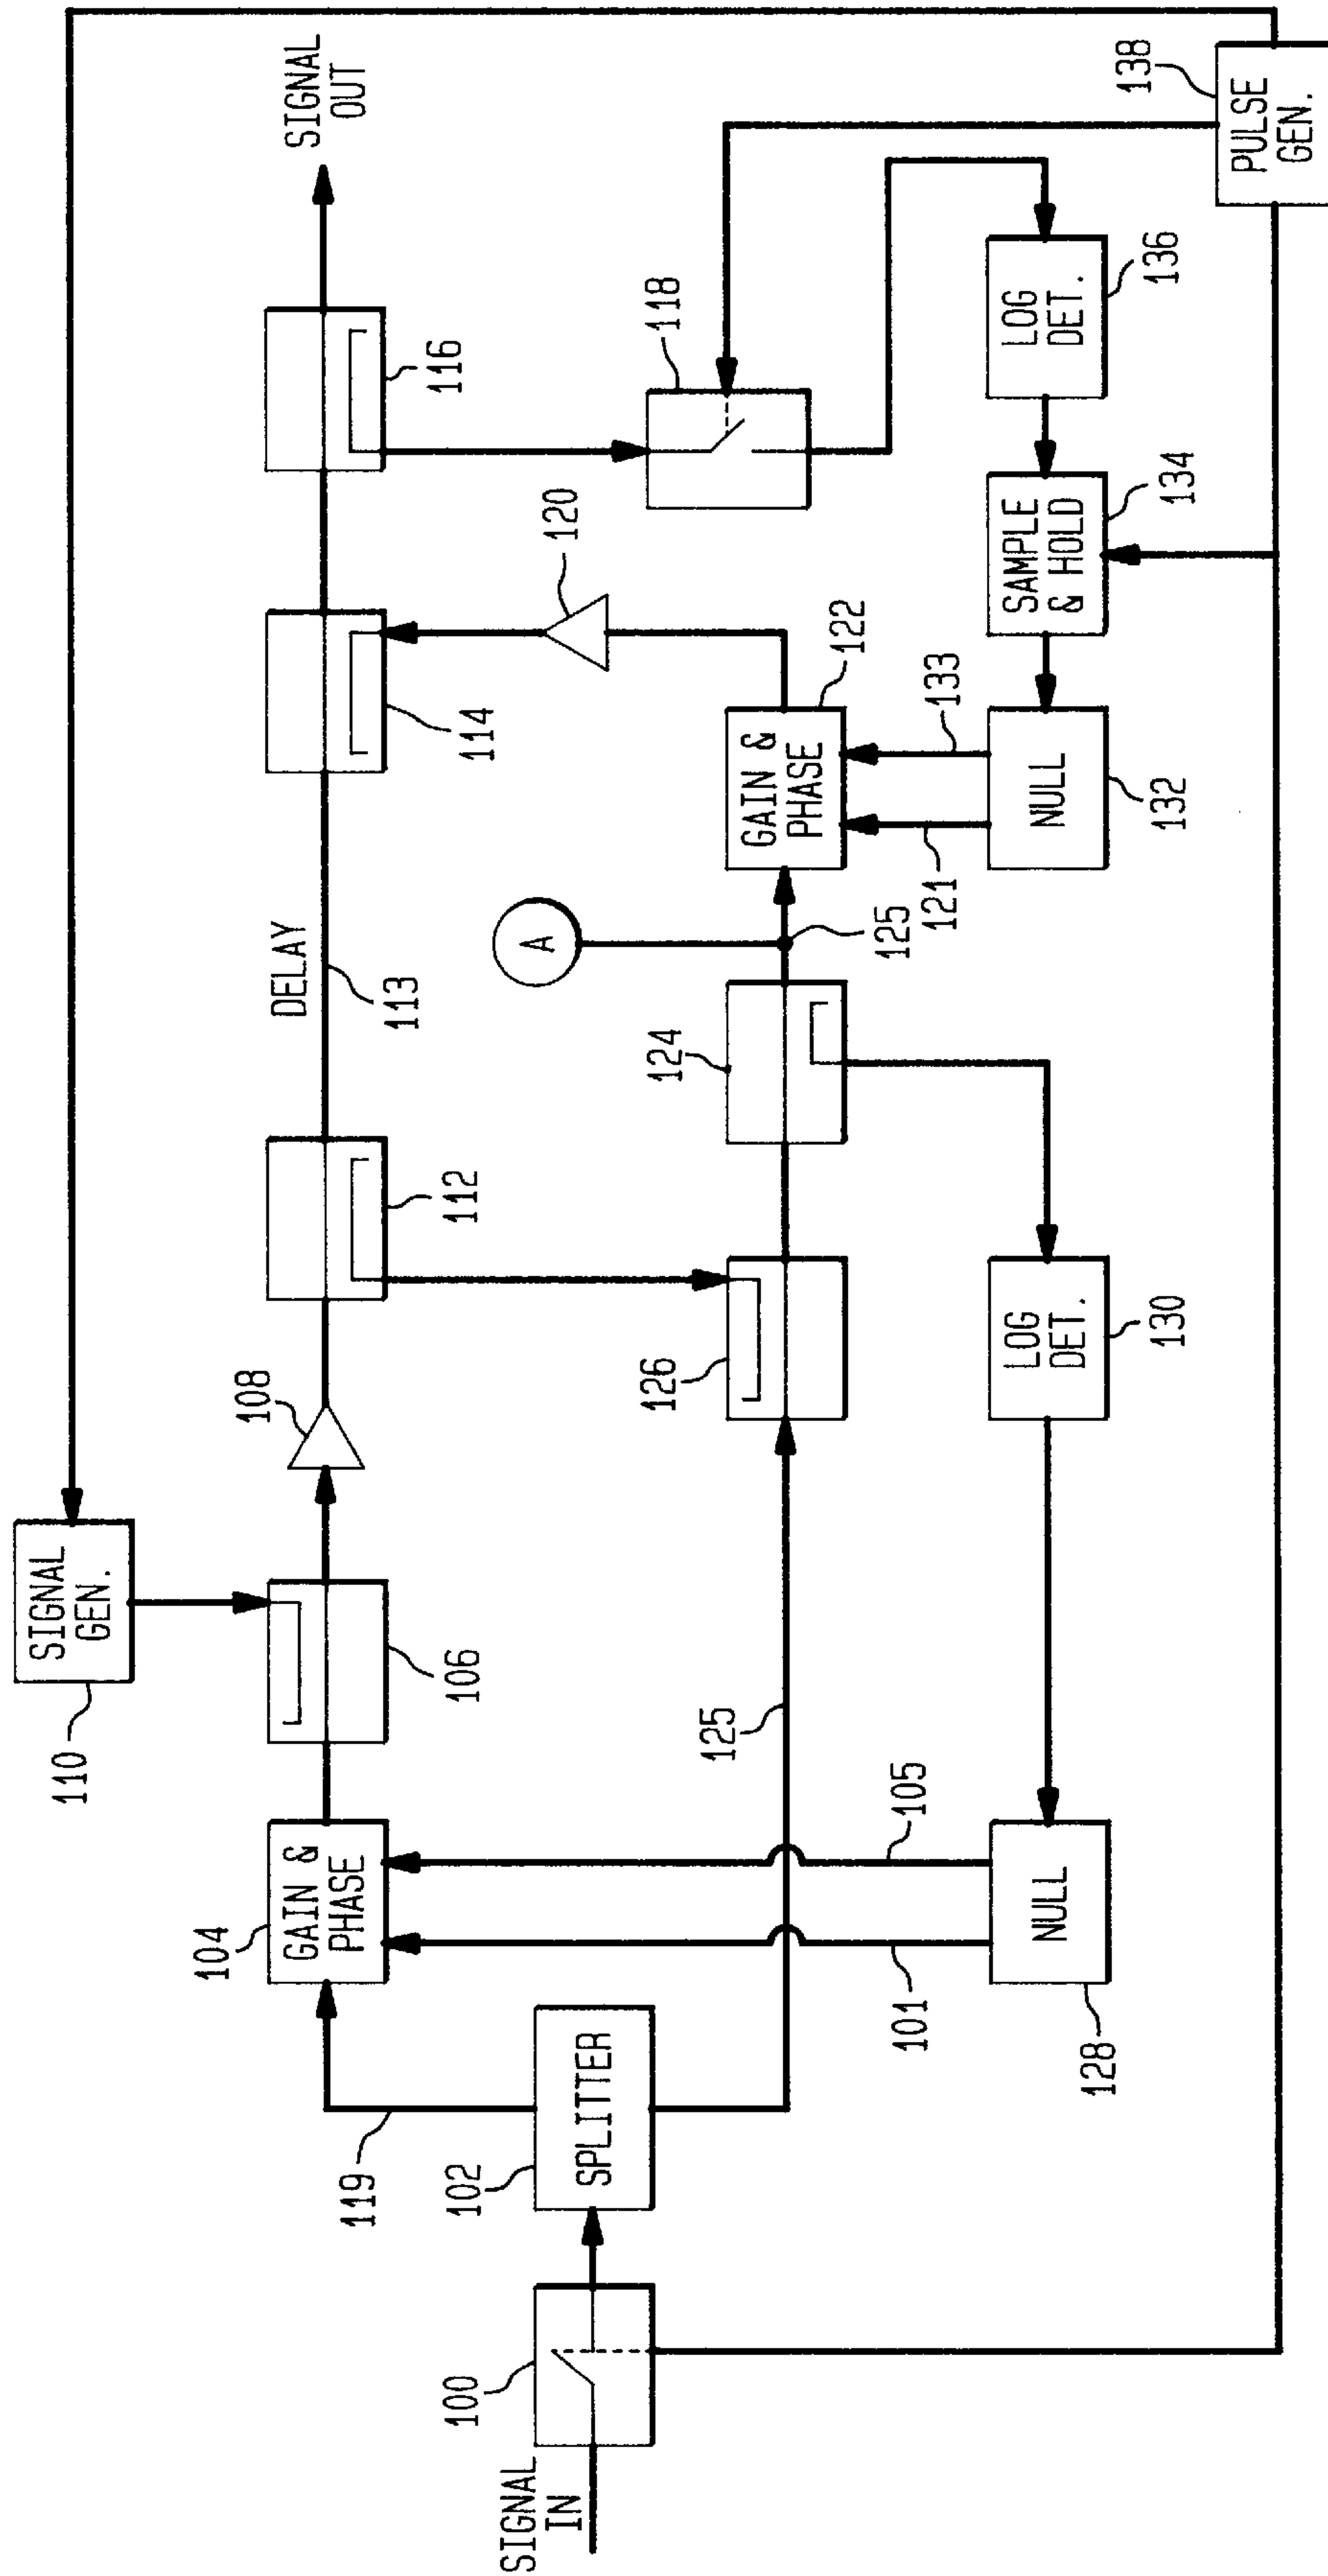 SIGNAL
GEN.
110
SIGNAL
OUT
104
GAIN &
PHASE
106
108
112
DELAY
113
114
116
119
102
SPLITTER
SIGNAL
IN
100
125
126
124
A
125
120
GAIN &
PHASE
122
118
101
105
121
133
NULL
128
LOG
DET.
130
NULL
132
SAMPLE
& HOLD
134
LOG
DET.
136
PULSE
GEN.
138